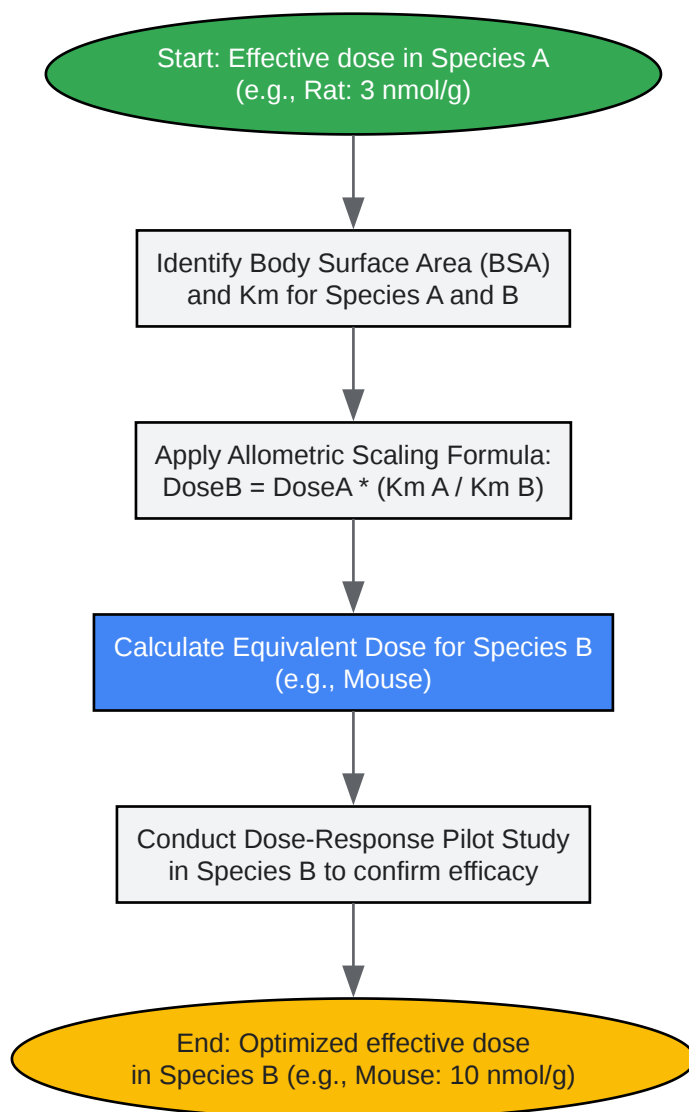 Start: Effective dose in Species A
(e.g., Rat: 3 nmol/g)
Identify Body Surface Area (BSA)
and Km for Species A and B
Apply Allometric Scaling Formula:
DoseB = DoseA * (Km A / Km B)
Calculate Equivalent Dose for Species B
(e.g., Mouse)
Conduct Dose-Response Pilot Study
in Species B to confirm efficacy
End: Optimized effective dose
in Species B (e.g., Mouse: 10 nmol/g)